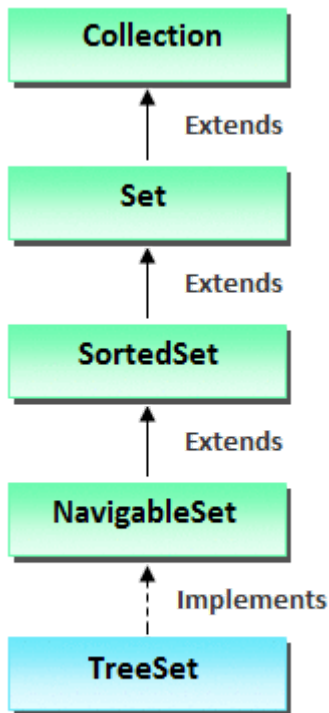 Collection
Extends
Set
Extends
SortedSet
Extends
NavigableSet
Implements
TreeSet